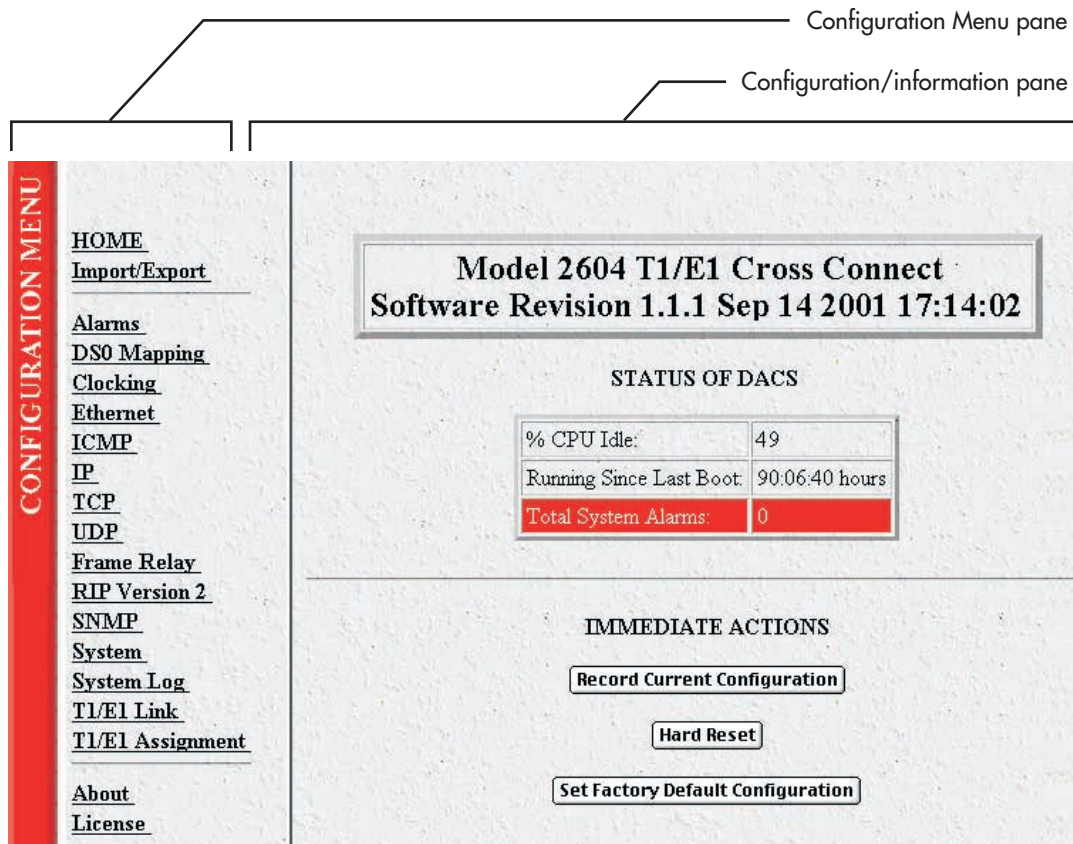 Configuration Menu pane
Configuration/information pane
CONFIGURATION MENU
HOME
Import/Export
Alarms
DS0 Mapping
Clocking
Ethernet
ICMP
IP
TCP
UDP
Frame Relay
RIP Version 2
SNMP
System
System Log
T1/E1 Link
T1/E1 Assignment
About
License
Model 2604 T1/E1 Cross Connect
Software Revision 1.1.1 Sep 14 2001 17:14:02
STATUS OF DACS
% CPU Idle: 49
Running Since Last Boot: 90:06:40 hours
Total System Alarms: 0
IMMEDIATE ACTIONS
Record Current Configuration
Hard Reset
Set Factory Default Configuration